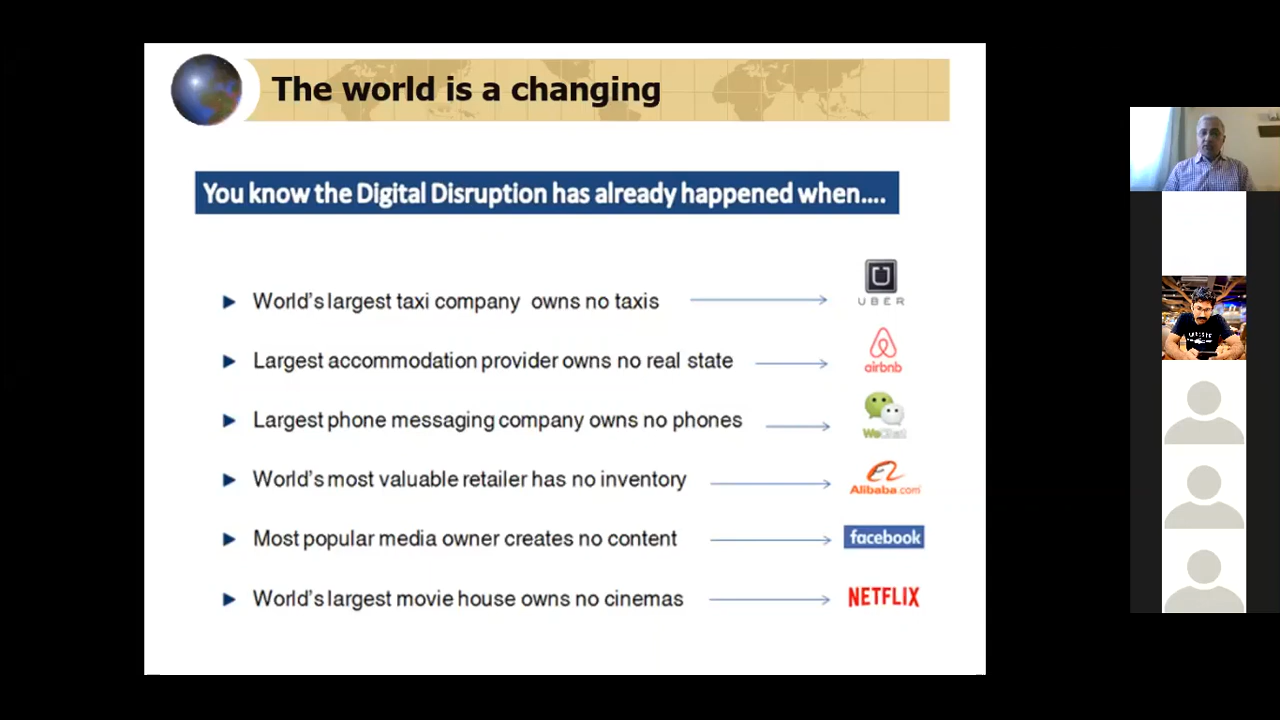 The world is a changing
You know the Digital Disruption has already happened when....
World's largest taxi company owns no taxis
UBER
Largest accommodation provider owns no real state
airbnb
Largest phone messaging company owns no phones
WeChat
World's most valuable retailer has no inventory
Alibaba.com
Most popular media owner creates no content
facebook
World's largest movie house owns no cinemas
NETFLIX